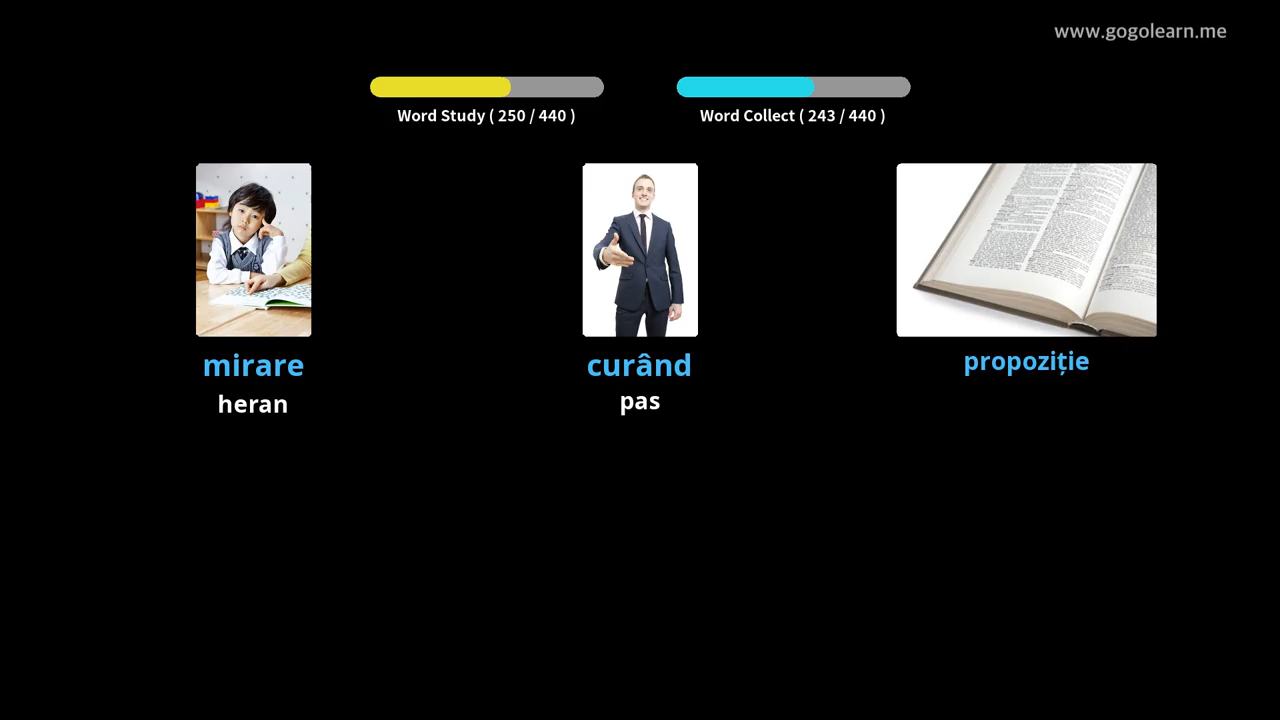 www.gogolearn.me
Word Study ( 250 / 440 )
Word Collect ( 243 / 440 )
mirare
heran
curând
pas
propoziție